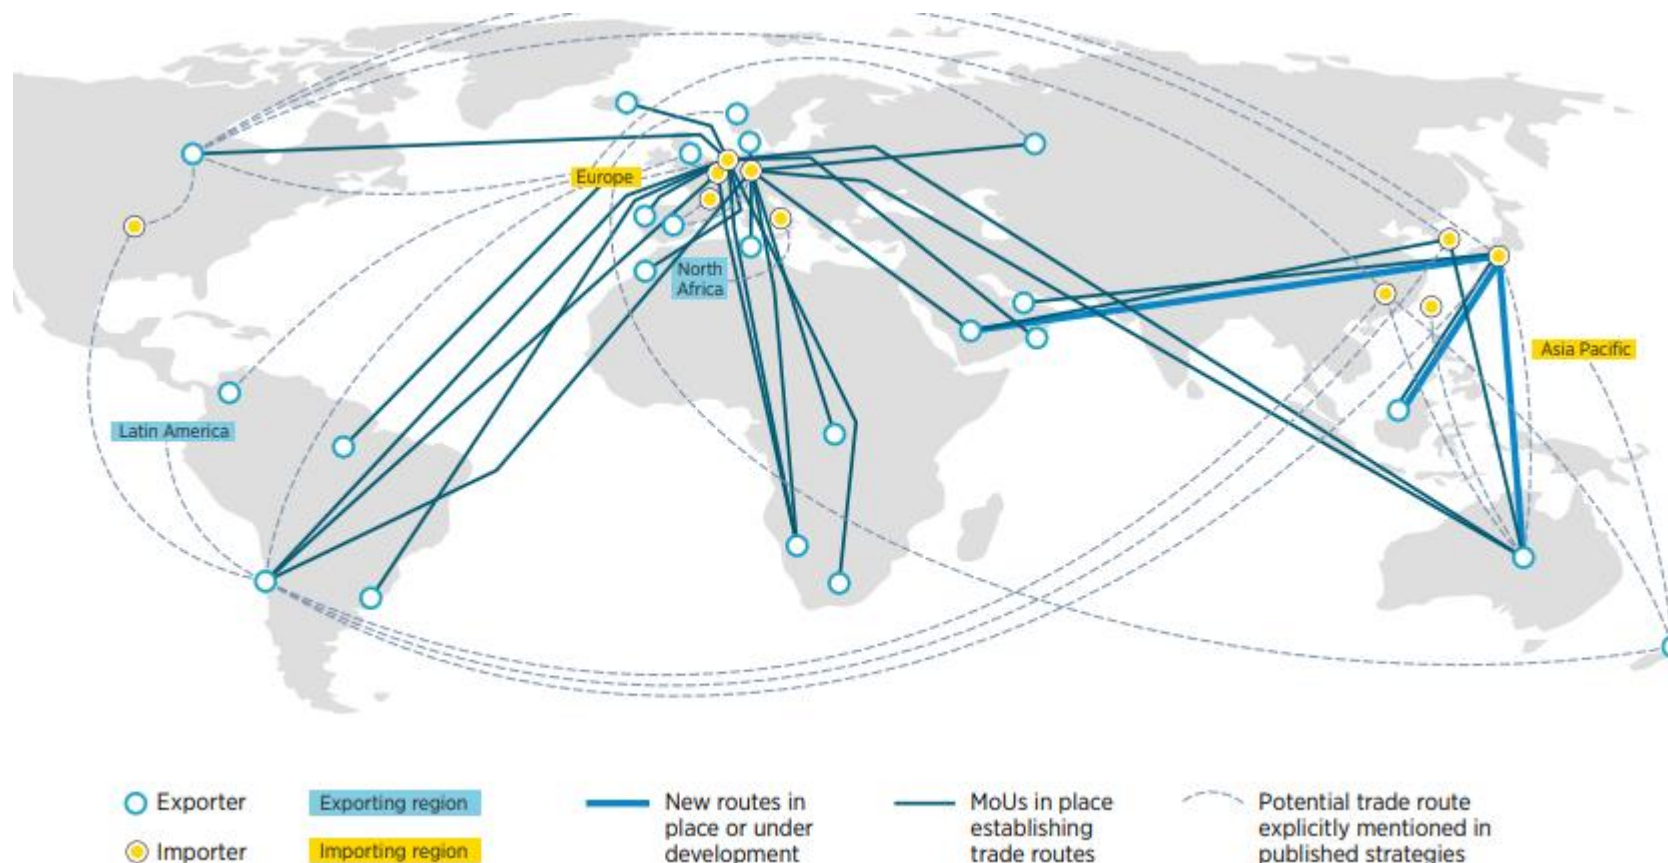 Europe
North
Africa
Asia Pacific
Latin America
Exporter
Exporting region
New routes in
place or under
development
MoUs in place
establishing
trade routes
Potential trade route
explicitly mentioned in
published strategies
Importer
Importing region